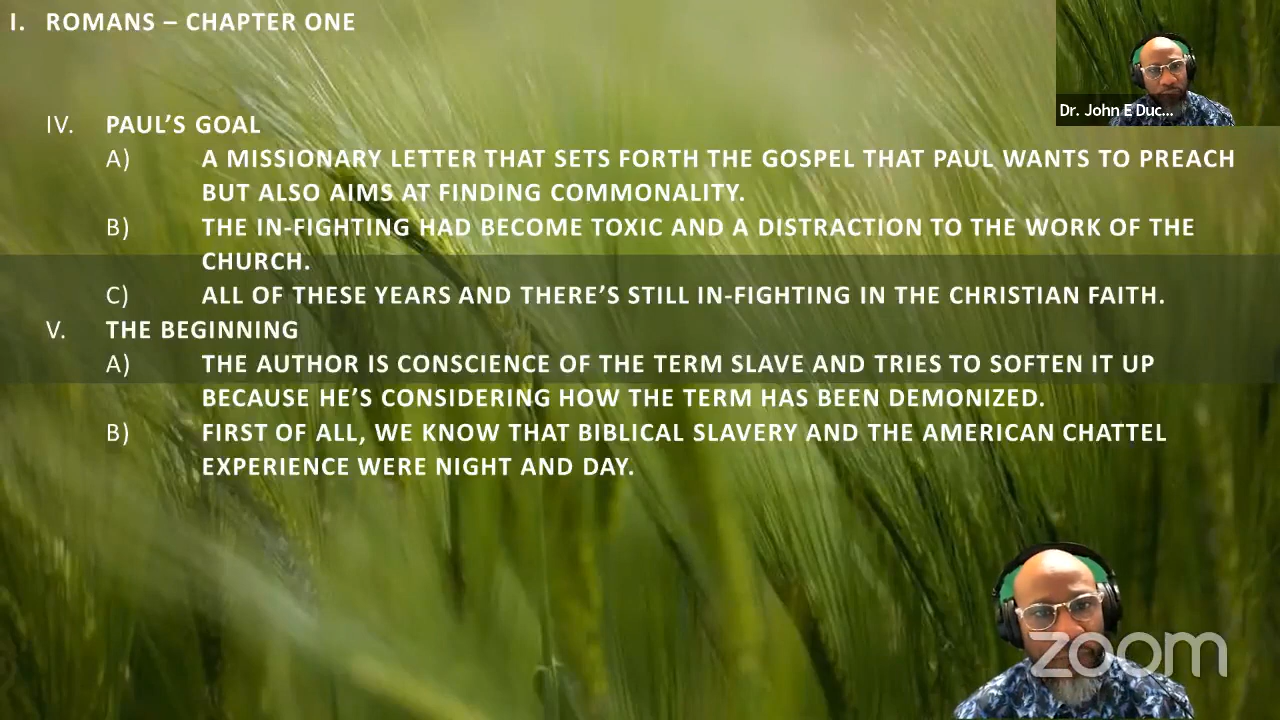 I. ROMANS – CHAPTER ONE
Dr. John E Duc...
IV. PAUL'S GOAL
A) A MISSIONARY LETTER THAT SETS FORTH THE GOSPEL THAT PAUL WANTS TO PREACH
BUT ALSO AIMS AT FINDING COMMONALITY.
B) THE IN-FIGHTING HAD BECOME TOXIC AND A DISTRACTION TO THE WORK OF THE
CHURCH.
C) ALL OF THESE YEARS AND THERE'S STILL IN-FIGHTING IN THE CHRISTIAN FAITH.
V. THE BEGINNING
A) THE AUTHOR IS CONSCIENCE OF THE TERM SLAVE AND TRIES TO SOFTEN IT UP
BECAUSE HE'S CONSIDERING HOW THE TERM HAS BEEN DEMONIZED.
B) FIRST OF ALL, WE KNOW THAT BIBLICAL SLAVERY AND THE AMERICAN CHATTEL
EXPERIENCE WERE NIGHT AND DAY.
zoom